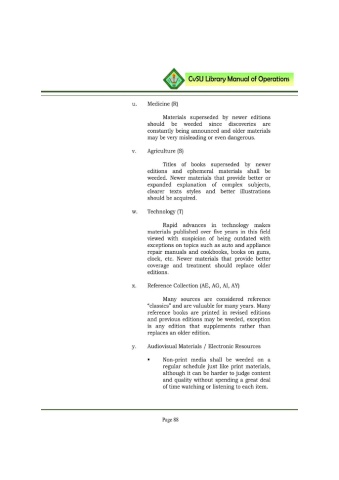 CvSU Library Manual of Operations
u. Medicine (R)
Materials superseded by newer editions
should be weeded since discoveries are
constantly being announced and older materials
may be very misleading or even dangerous.
v. Agriculture (S)
Titles of books superseded by newer
editions and ephemeral materials shall be
weeded. Newer materials that provide better or
expanded explanation of complex subjects,
clearer texts styles and better illustrations
should be acquired.
w. Technology (T)
Rapid advances in technology makes
materials published over five years in this field
viewed with suspicion of being outdated with
exceptions on topics such as auto and appliance
repair manuals and cookbooks, books on guns,
clock, etc. Newer materials that provide better
coverage and treatment should replace older
editions.
x. Reference Collection (AE, AG, AI, AY)
Many sources are considered reference
"classics" and are valuable for many years. Many
reference books are printed in revised editions
and previous editions may be weeded, exception
is any edition that supplements rather than
replaces an older edition.
y. Audiovisual Materials / Electronic Resources
• Non-print media shall be weeded on a
regular schedule just like print materials,
although it can be harder to judge content
and quality without spending a great deal
of time watching or listening to each item.
Page 88